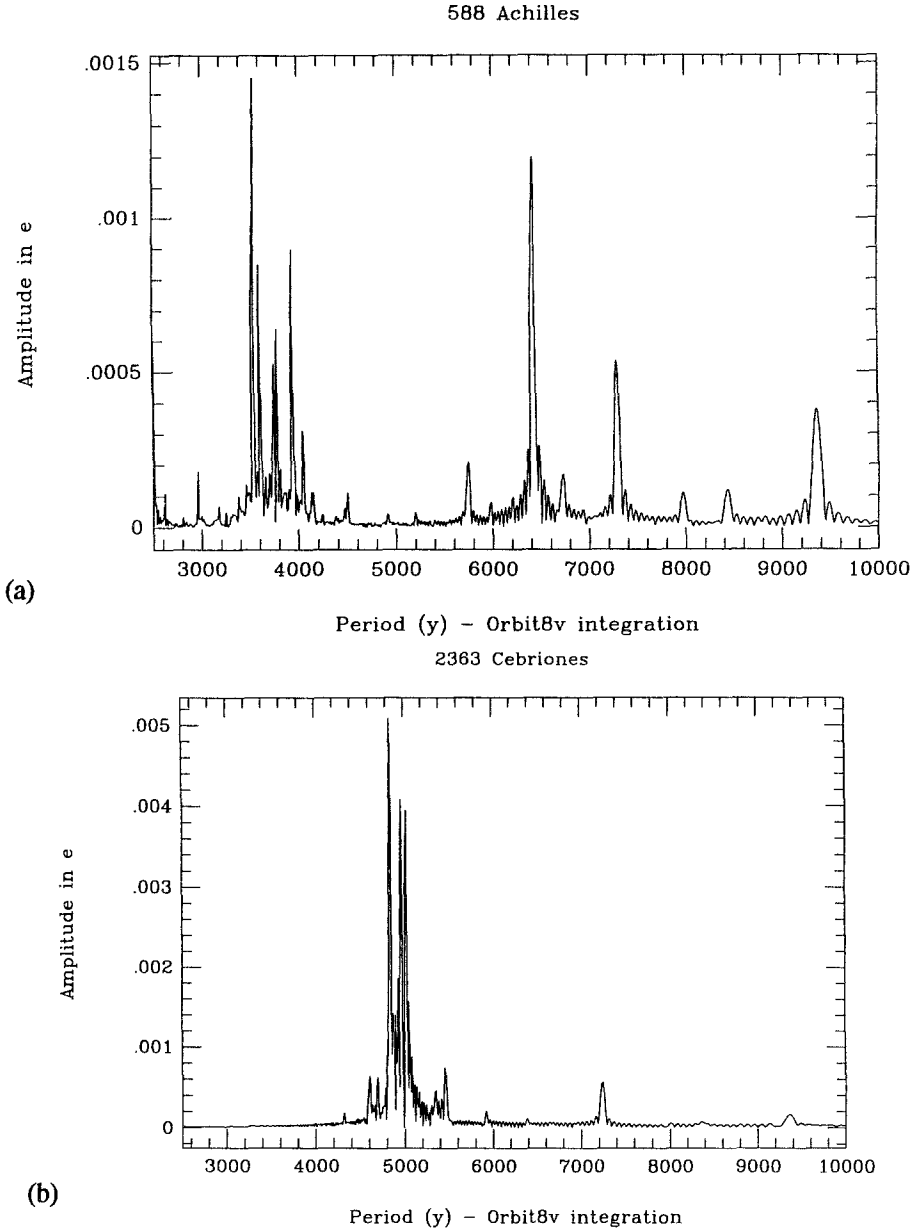 588 Achilles
.0015
.001
.0005
0
Amplitude in e
3000 4000 5000 6000 7000 8000 9000 10000
(a)
Period (y) - Orbit8v integration
2363 Cebriones
.005
.004
.003
.002
.001
0
Amplitude in e
3000 4000 5000 6000 7000 8000 9000 10000
(b)
Period (y) - Orbit8v integration